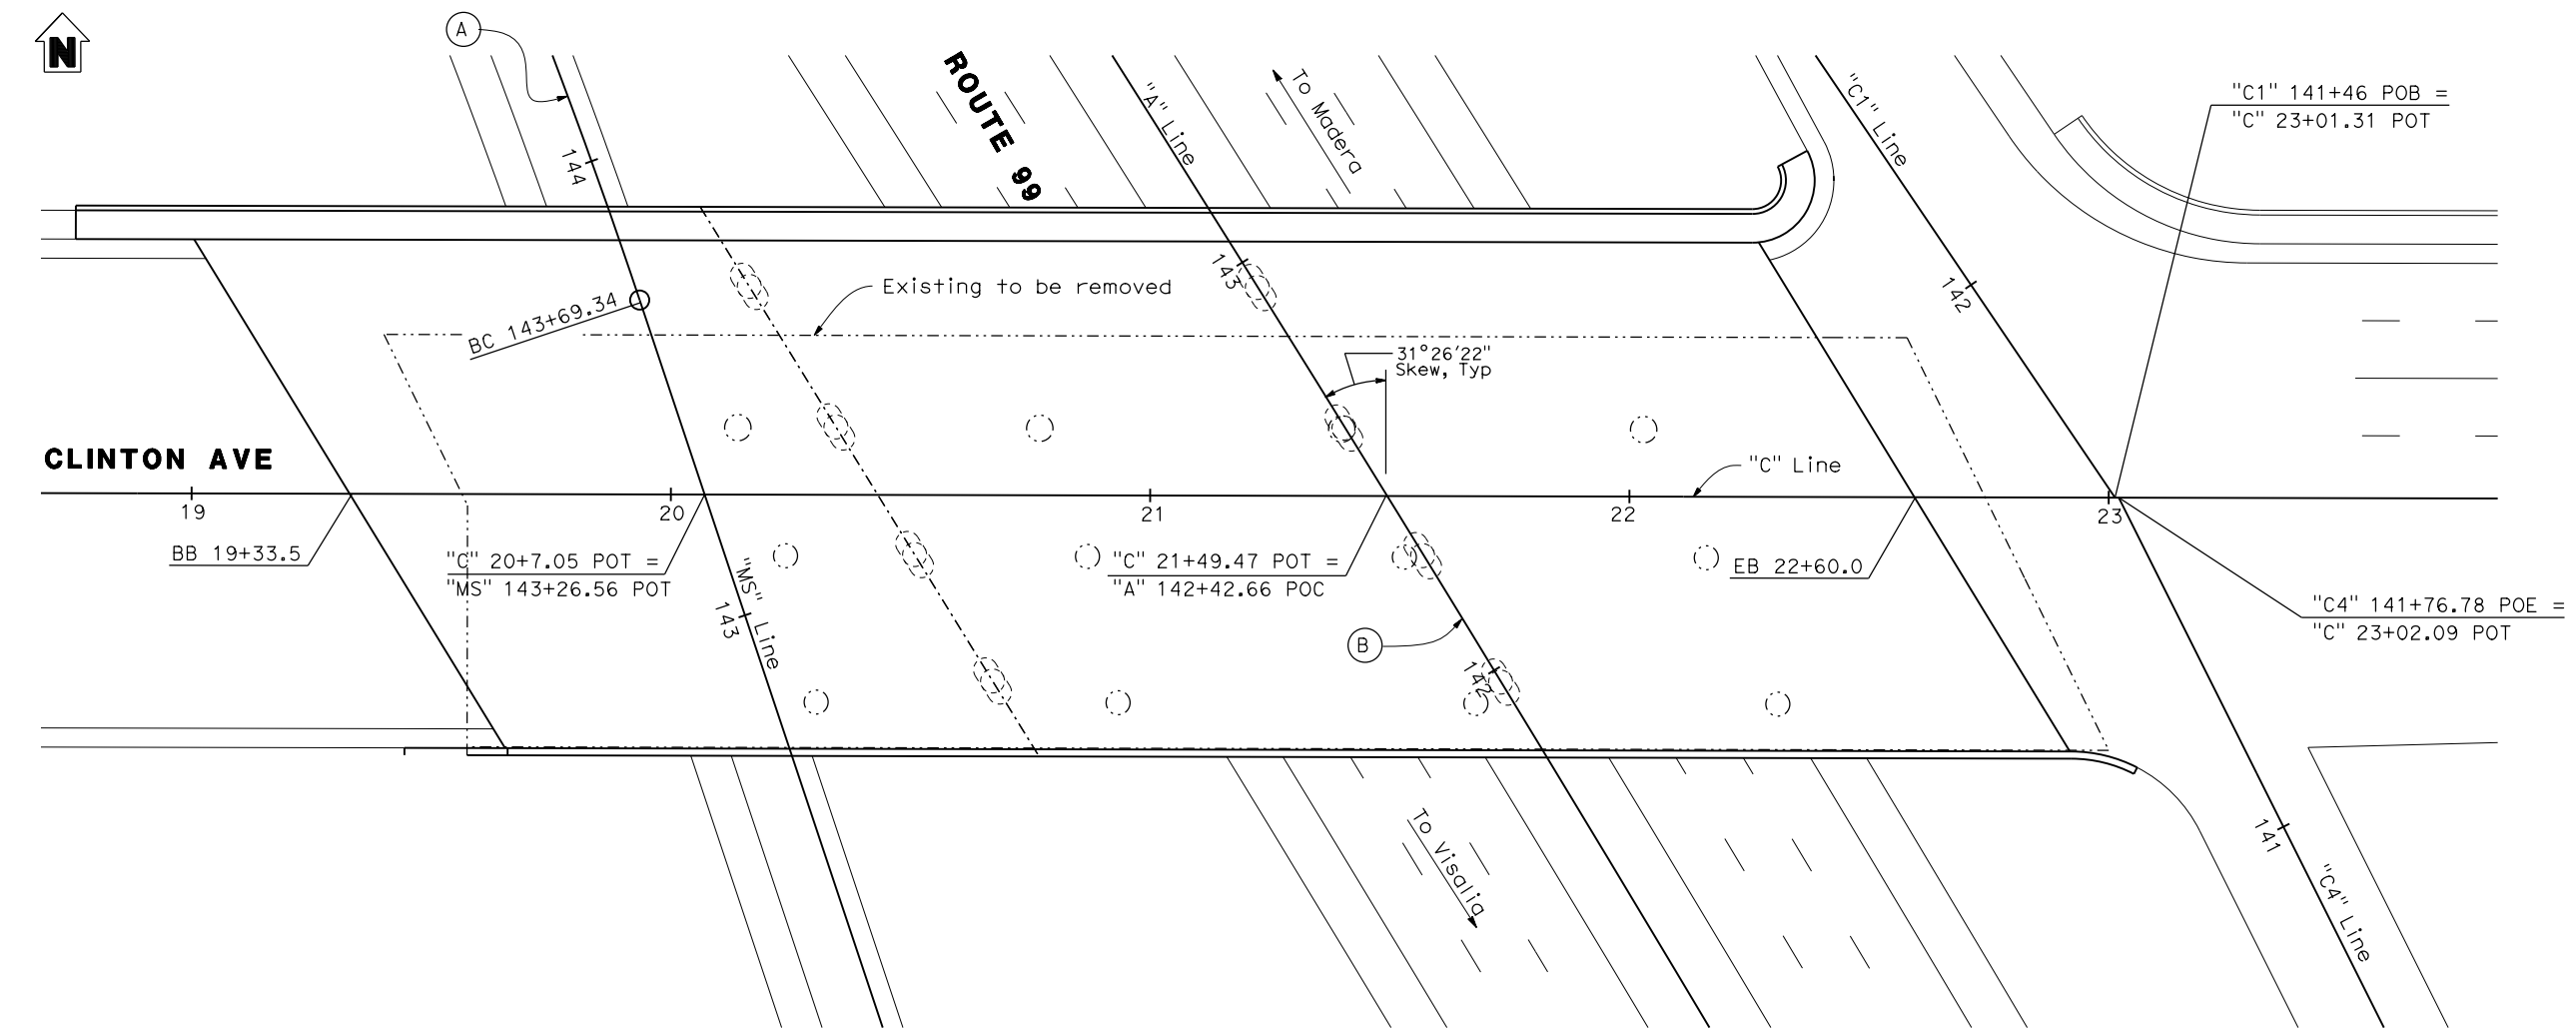 N
A
ROUTE 99
"A" Line
To Madera
"C1" Line
"C1" 141+46 POB =
"C" 23+01.31 POT
144
143
142
BC 143+69.34
Existing to be removed
31°26'22"
Skew, Typ
CLINTON AVE
"C" Line
19
20
21
22
23
BB 19+33.5
"C" 20+7.05 POT =
"MS" 143+26.56 POT
"MS" Line
143
"C" 21+49.47 POT =
"A" 142+42.66 POC
EB 22+60.0
"C4" 141+76.78 POE =
"C" 23+02.09 POT
B
142
To Visalia
141
"C4" Line